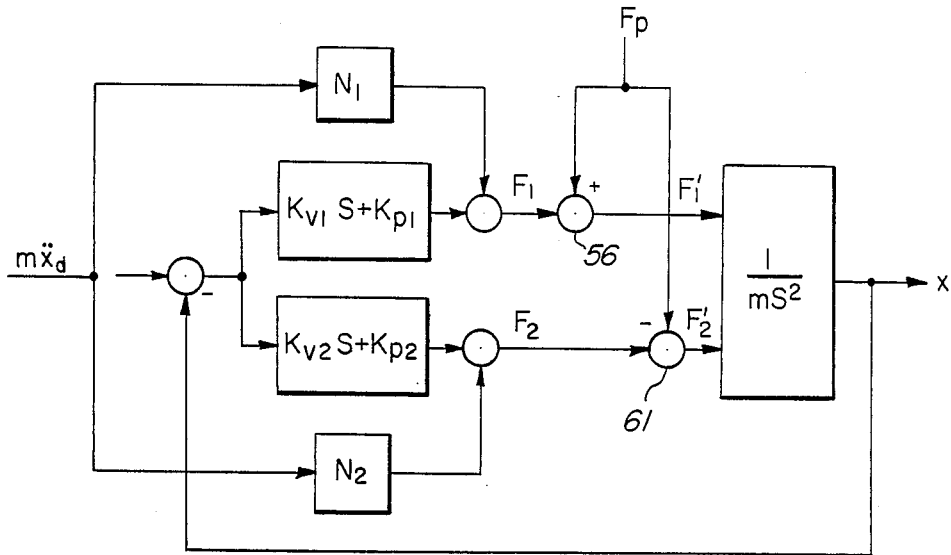 Fp
N1
Kv1 S+Kp1
F1
+
F1'
56
mẍd
-
1
mS2
x
Kv2 S+Kp2
F2
-
F2'
61
N2